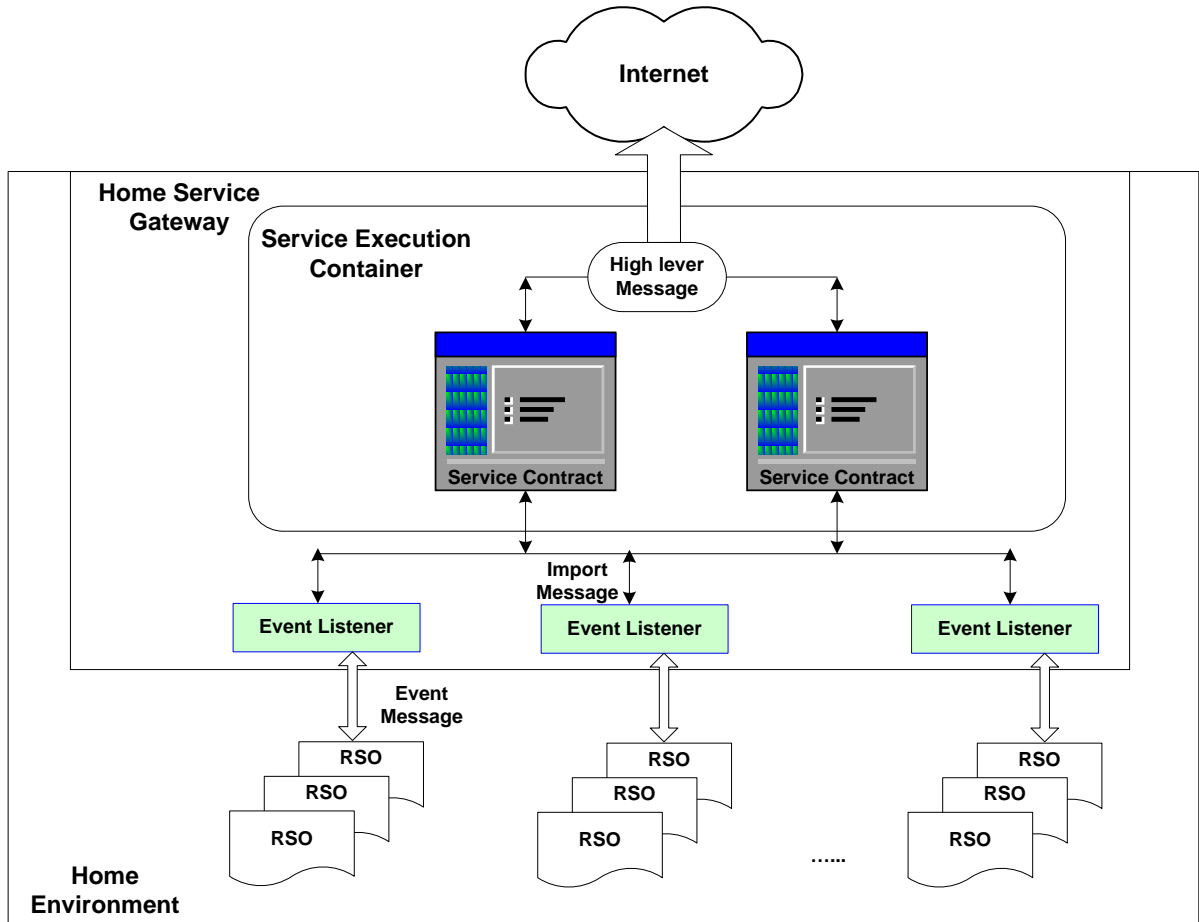 Internet
Home Service
Gateway
Service Execution
Container
High lever
Message
Service Contract
Service Contract
Import
Message
Event Listener
Event Listener
Event Listener
Event
Message
RSO
RSO
RSO
RSO
RSO
RSO
RSO
RSO
RSO
…...
Home
Environment